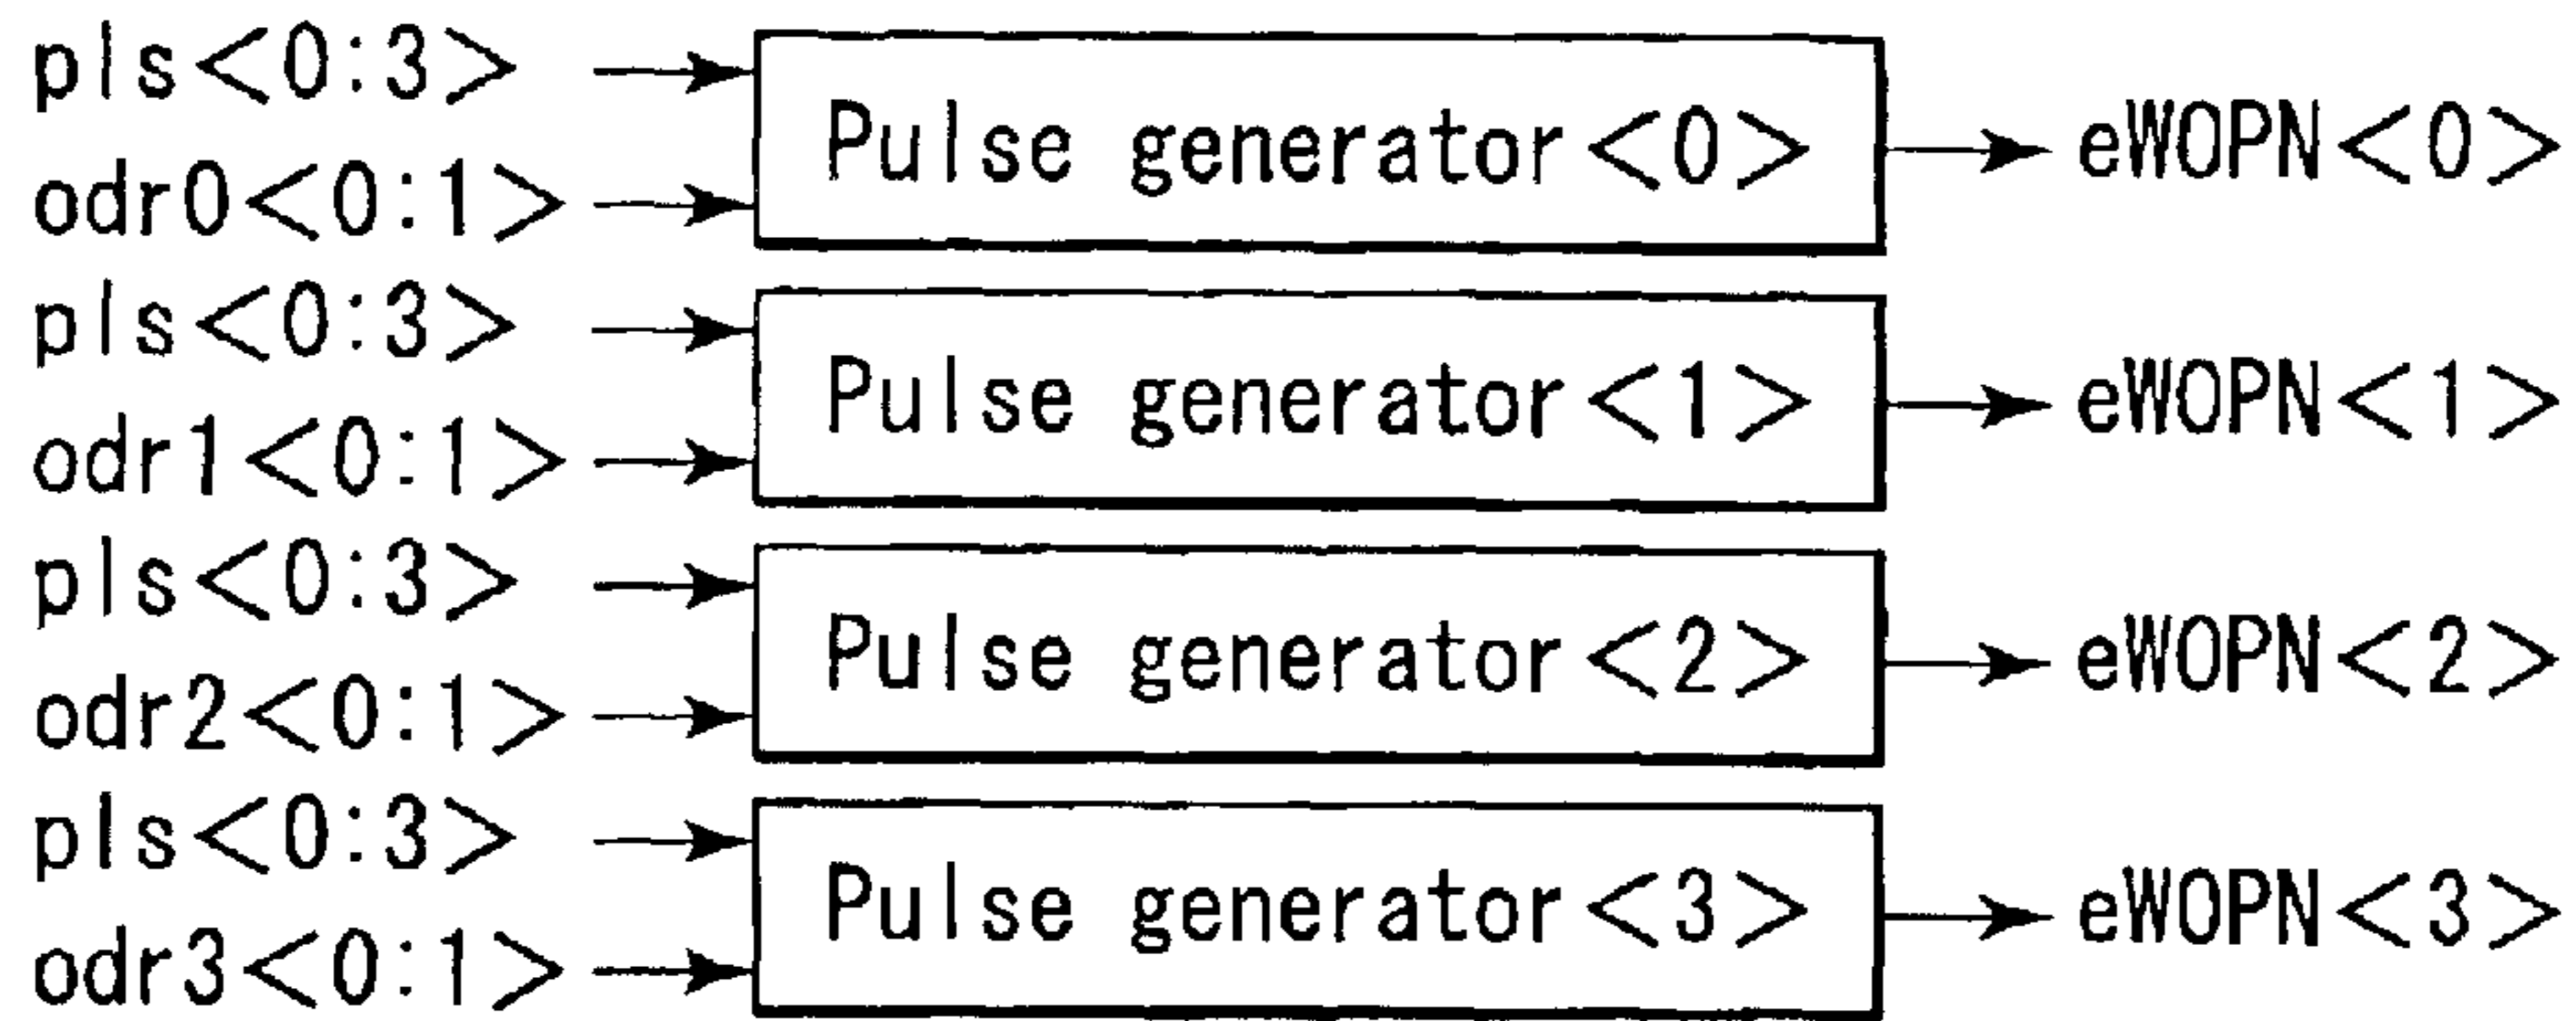 pls<0:3>
Pulse generator<0>
eWOPN<0>
odr0<0:1>
pls<0:3>
Pulse generator<1>
eWOPN<1>
odr1<0:1>
pls<0:3>
Pulse generator<2>
eWOPN<2>
odr2<0:1>
pls<0:3>
Pulse generator<3>
eWOPN<3>
odr3<0:1>